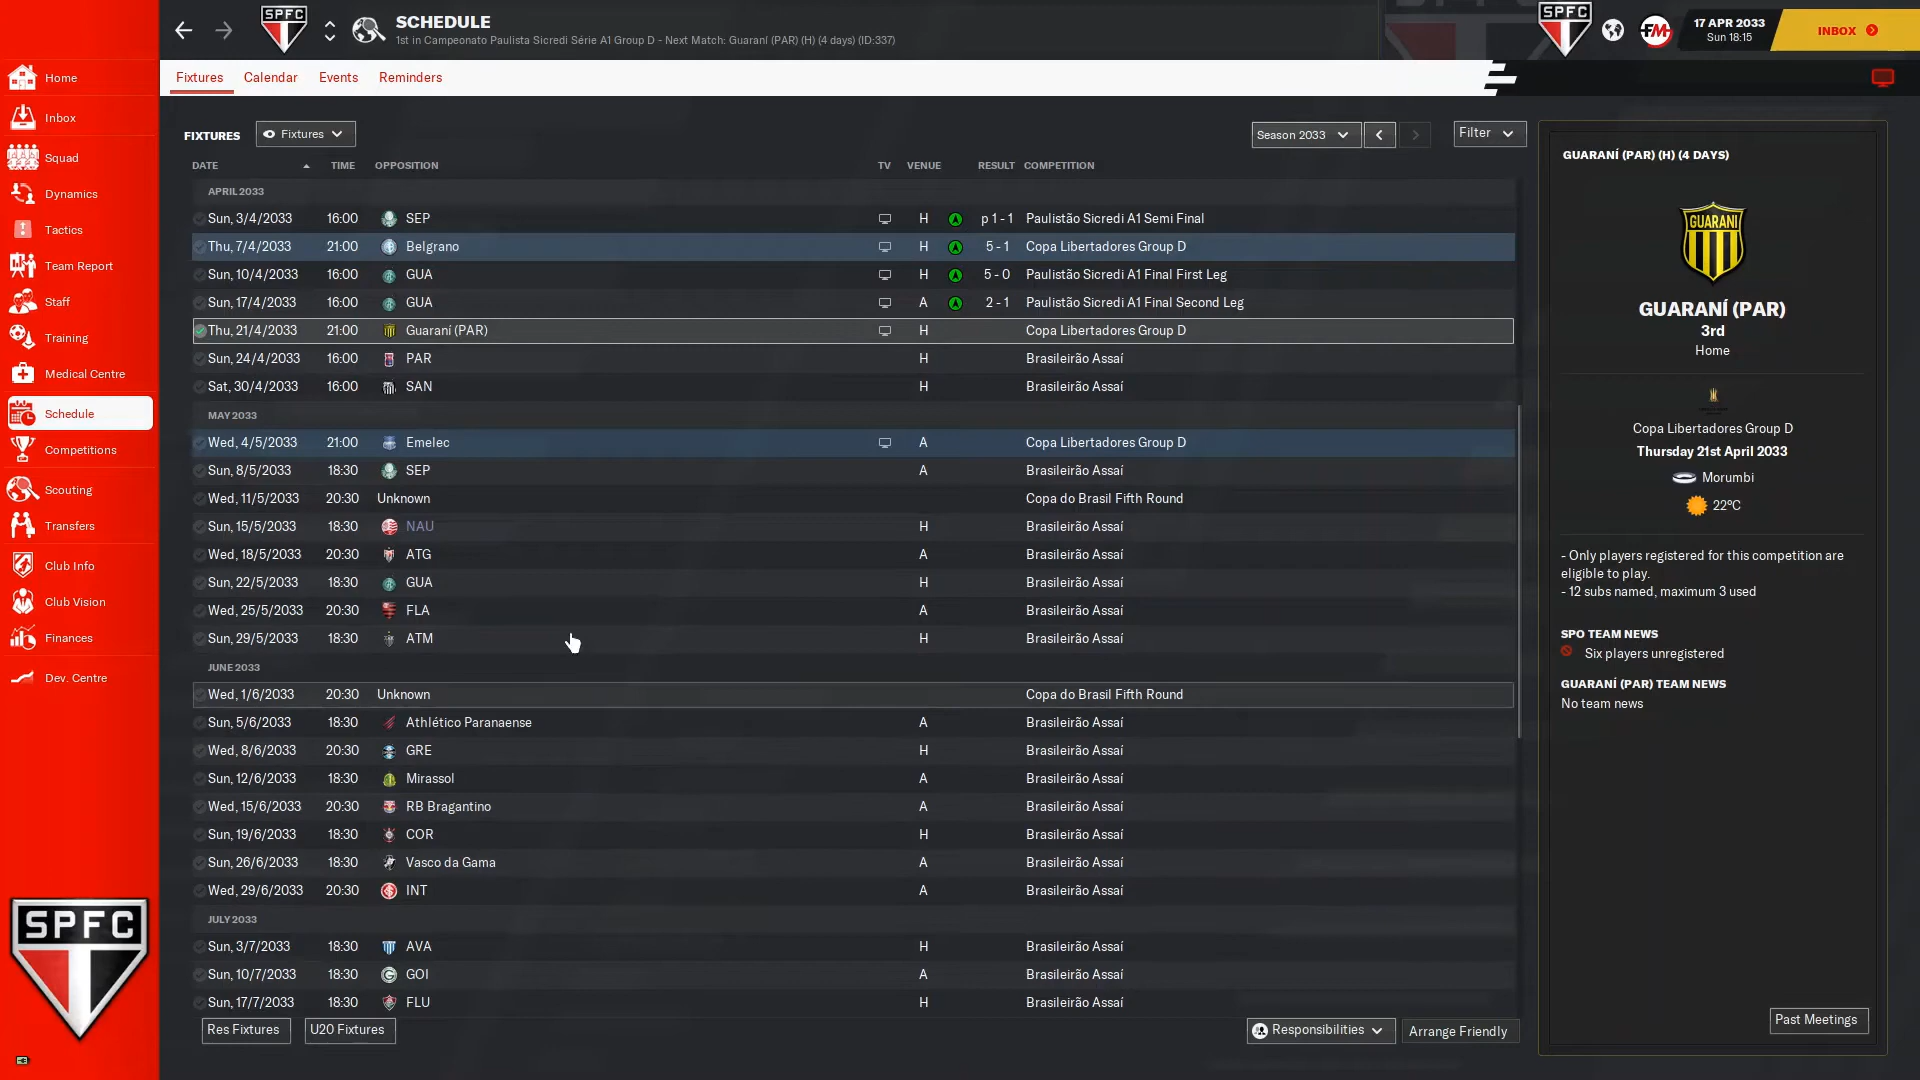 SPFC
SCHEDULE
1st in Campeonato Paulista Sicredi Série A1 Group D - Next Match: Guaraní (PAR) (H) (4 days) (ID:337)
SPFC
FM
17 APR 2033
Sun 18:15
INBOX
Home
Inbox
Squad
Dynamics
Tactics
Team Report
Staff
Training
Medical Centre
Schedule
Competitions
Scouting
Transfers
Club Info
Club Vision
Finances
Dev. Centre
SPFC
Fixtures Calendar Events Reminders
FIXTURES Fixtures Season 2033 Filter
DATE TIME OPPOSITION TV VENUE RESULT COMPETITION
APRIL 2033
Sun, 3/4/2033 16:00 SEP H p 1 - 1 Paulistão Sicredi A1 Semi Final
Thu, 7/4/2033 21:00 Belgrano H 5 - 1 Copa Libertadores Group D
Sun, 10/4/2033 16:00 GUA H 5 - 0 Paulistão Sicredi A1 Final First Leg
Sun, 17/4/2033 16:00 GUA A 2 - 1 Paulistão Sicredi A1 Final Second Leg
Thu, 21/4/2033 21:00 Guaraní (PAR) H Copa Libertadores Group D
Sun, 24/4/2033 16:00 PAR H Brasileirão Assaí
Sat, 30/4/2033 16:00 SAN H Brasileirão Assaí
MAY 2033
Wed, 4/5/2033 21:00 Emelec A Copa Libertadores Group D
Sun, 8/5/2033 18:30 SEP A Brasileirão Assaí
Wed, 11/5/2033 20:30 Unknown Copa do Brasil Fifth Round
Sun, 15/5/2033 18:30 NAU H Brasileirão Assaí
Wed, 18/5/2033 20:30 ATG A Brasileirão Assaí
Sun, 22/5/2033 18:30 GUA H Brasileirão Assaí
Wed, 25/5/2033 20:30 FLA A Brasileirão Assaí
Sun, 29/5/2033 18:30 ATM H Brasileirão Assaí
JUNE 2033
Wed, 1/6/2033 20:30 Unknown Copa do Brasil Fifth Round
Sun, 5/6/2033 18:30 Athlético Paranaense A Brasileirão Assaí
Wed, 8/6/2033 20:30 GRE H Brasileirão Assaí
Sun, 12/6/2033 18:30 Mirassol A Brasileirão Assaí
Wed, 15/6/2033 20:30 RB Bragantino A Brasileirão Assaí
Sun, 19/6/2033 18:30 COR H Brasileirão Assaí
Sun, 26/6/2033 18:30 Vasco da Gama A Brasileirão Assaí
Wed, 29/6/2033 20:30 INT A Brasileirão Assaí
JULY 2033
Sun, 3/7/2033 18:30 AVA H Brasileirão Assaí
Sun, 10/7/2033 18:30 GOI A Brasileirão Assaí
Sun, 17/7/2033 18:30 FLU H Brasileirão Assaí
Res Fixtures U20 Fixtures Responsibilities Arrange Friendly
GUARANÍ (PAR) (H) (4 DAYS)
GUARANI
GUARANÍ (PAR)
3rd
Home
Copa Libertadores Group D
Thursday 21st April 2033
Morumbi
22ºC
- Only players registered for this competition are
eligible to play.
- 12 subs named, maximum 3 used
SPO TEAM NEWS
Six players unregistered
GUARANÍ (PAR) TEAM NEWS
No team news
Past Meetings